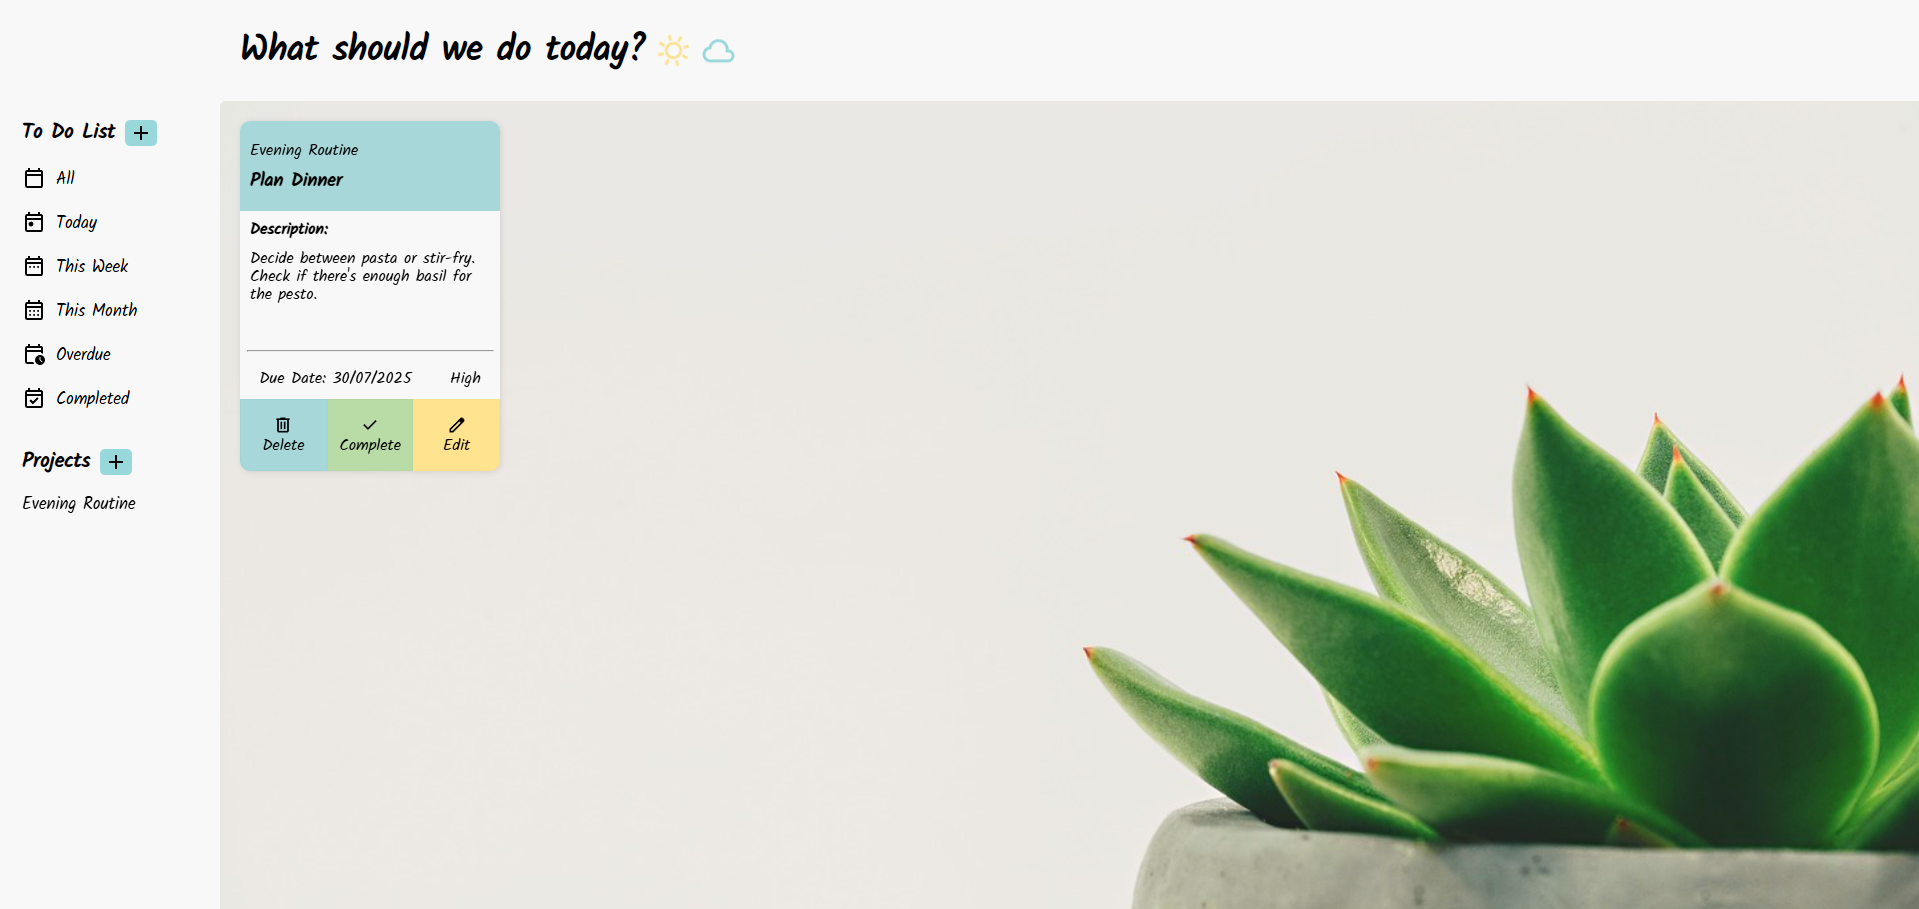 What should we do today?
To Do List
All
Today
This Week
This Month
Overdue
Completed
Projects
Evening Routine
Evening Routine
Plan Dinner
Description:
Decide between pasta or stir-fry.
Check if there's enough basil for
the pesto.
Due Date: 30/07/2025 High
Delete Complete Edit